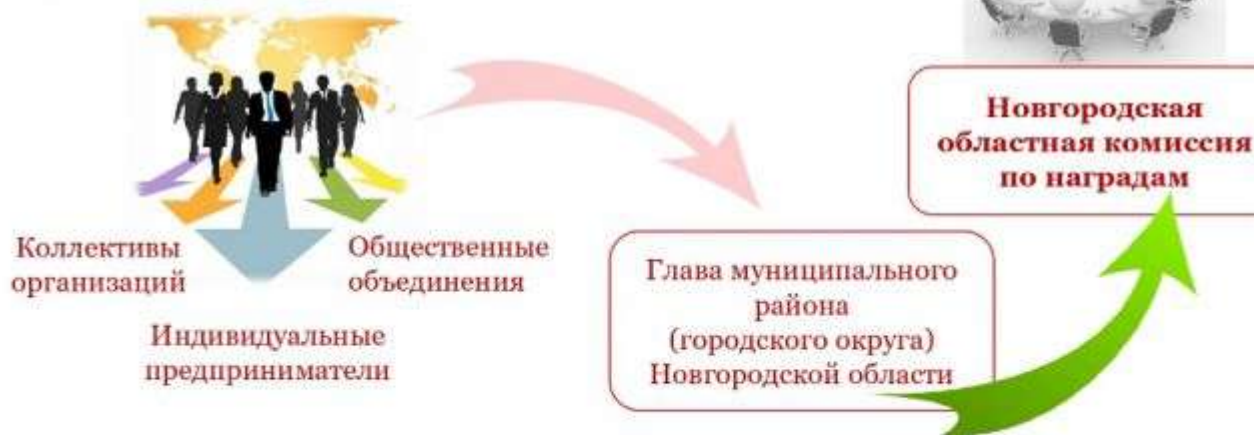 Коллективы
организаций
Общественные
объединения
Индивидуальные
предприниматели
Глава муниципального
района
(городского округа)
Новгородской области
Новгородская
областная комиссия
по наградам